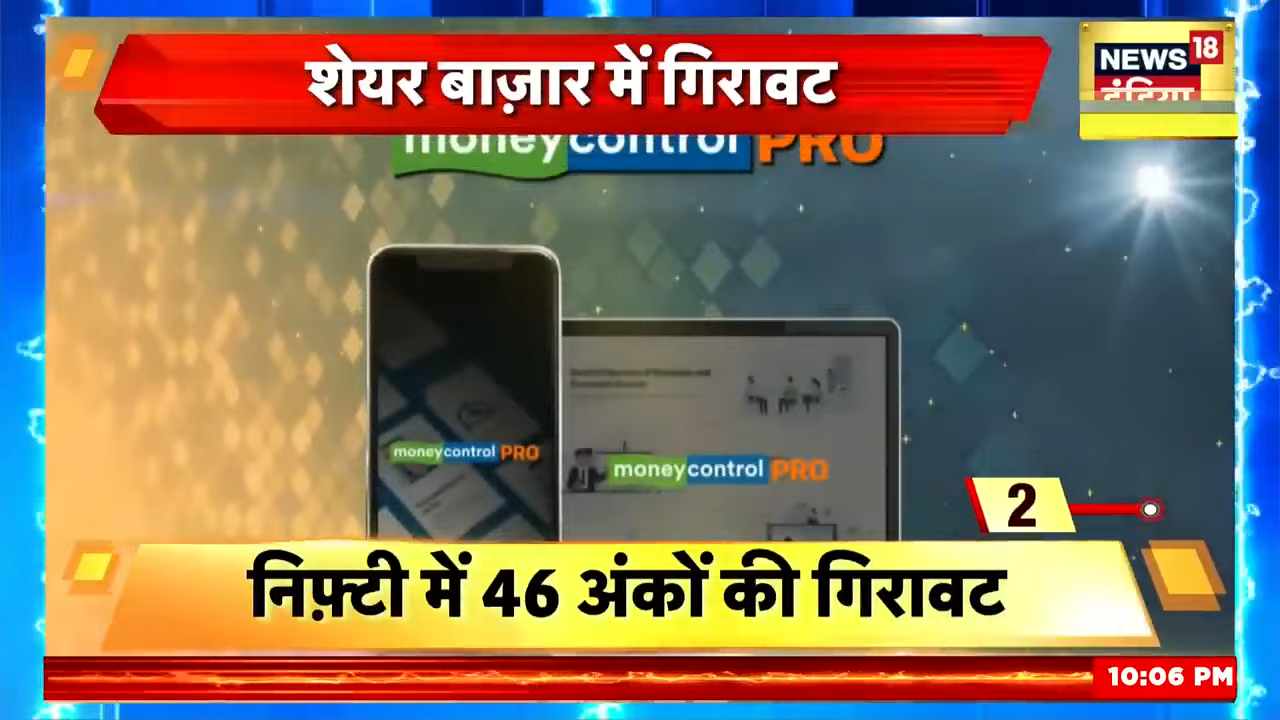 शेयर बाज़ार में गिरावट
NEWS 18
इंडिया
moneycontrol PRO
moneycontrol PRO
moneycontrol PRO
2
निफ़्टी में 46 अंकों की गिरावट
10:06 PM